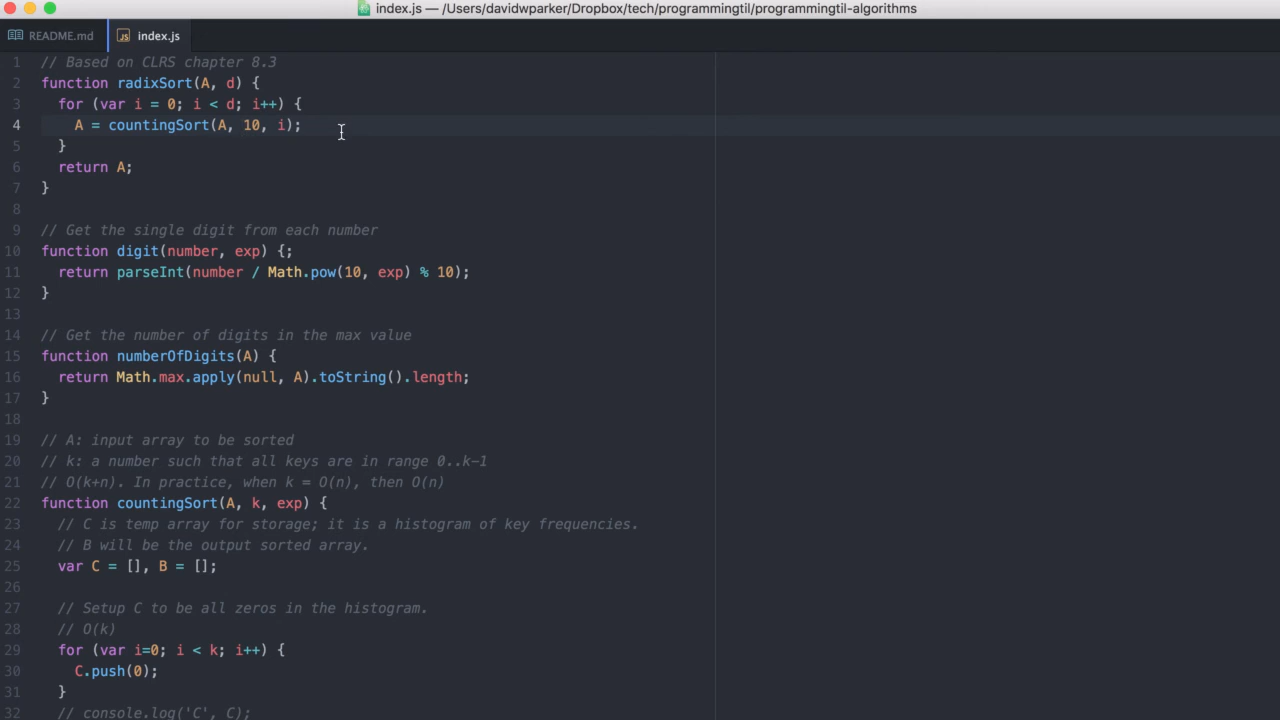 index.js — /Users/davidwparker/Dropbox/tech/programmingtil/programmingtil-algorithms
README.md
JS index.js
1 // Based on CLRS chapter 8.3
2 function radixSort(A, d) {
3   for (var i = 0; i < d; i++) {
4     A = countingSort(A, 10, i);
5   }
6   return A;
7 }
8
9 // Get the single digit from each number
10 function digit(number, exp) {;
11   return parseInt(number / Math.pow(10, exp) % 10);
12 }
13
14 // Get the number of digits in the max value
15 function numberOfDigits(A) {
16   return Math.max.apply(null, A).toString().length;
17 }
18
19 // A: input array to be sorted
20 // k: a number such that all keys are in range 0..k-1
21 // O(k+n). In practice, when k = O(n), then O(n)
22 function countingSort(A, k, exp) {
23   // C is temp array for storage; it is a histogram of key frequencies.
24   // B will be the output sorted array.
25   var C = [], B = [];
26
27   // Setup C to be all zeros in the histogram.
28   // O(k)
29   for (var i=0; i < k; i++) {
30     C.push(0);
31   }
32   // console.log('C', C);